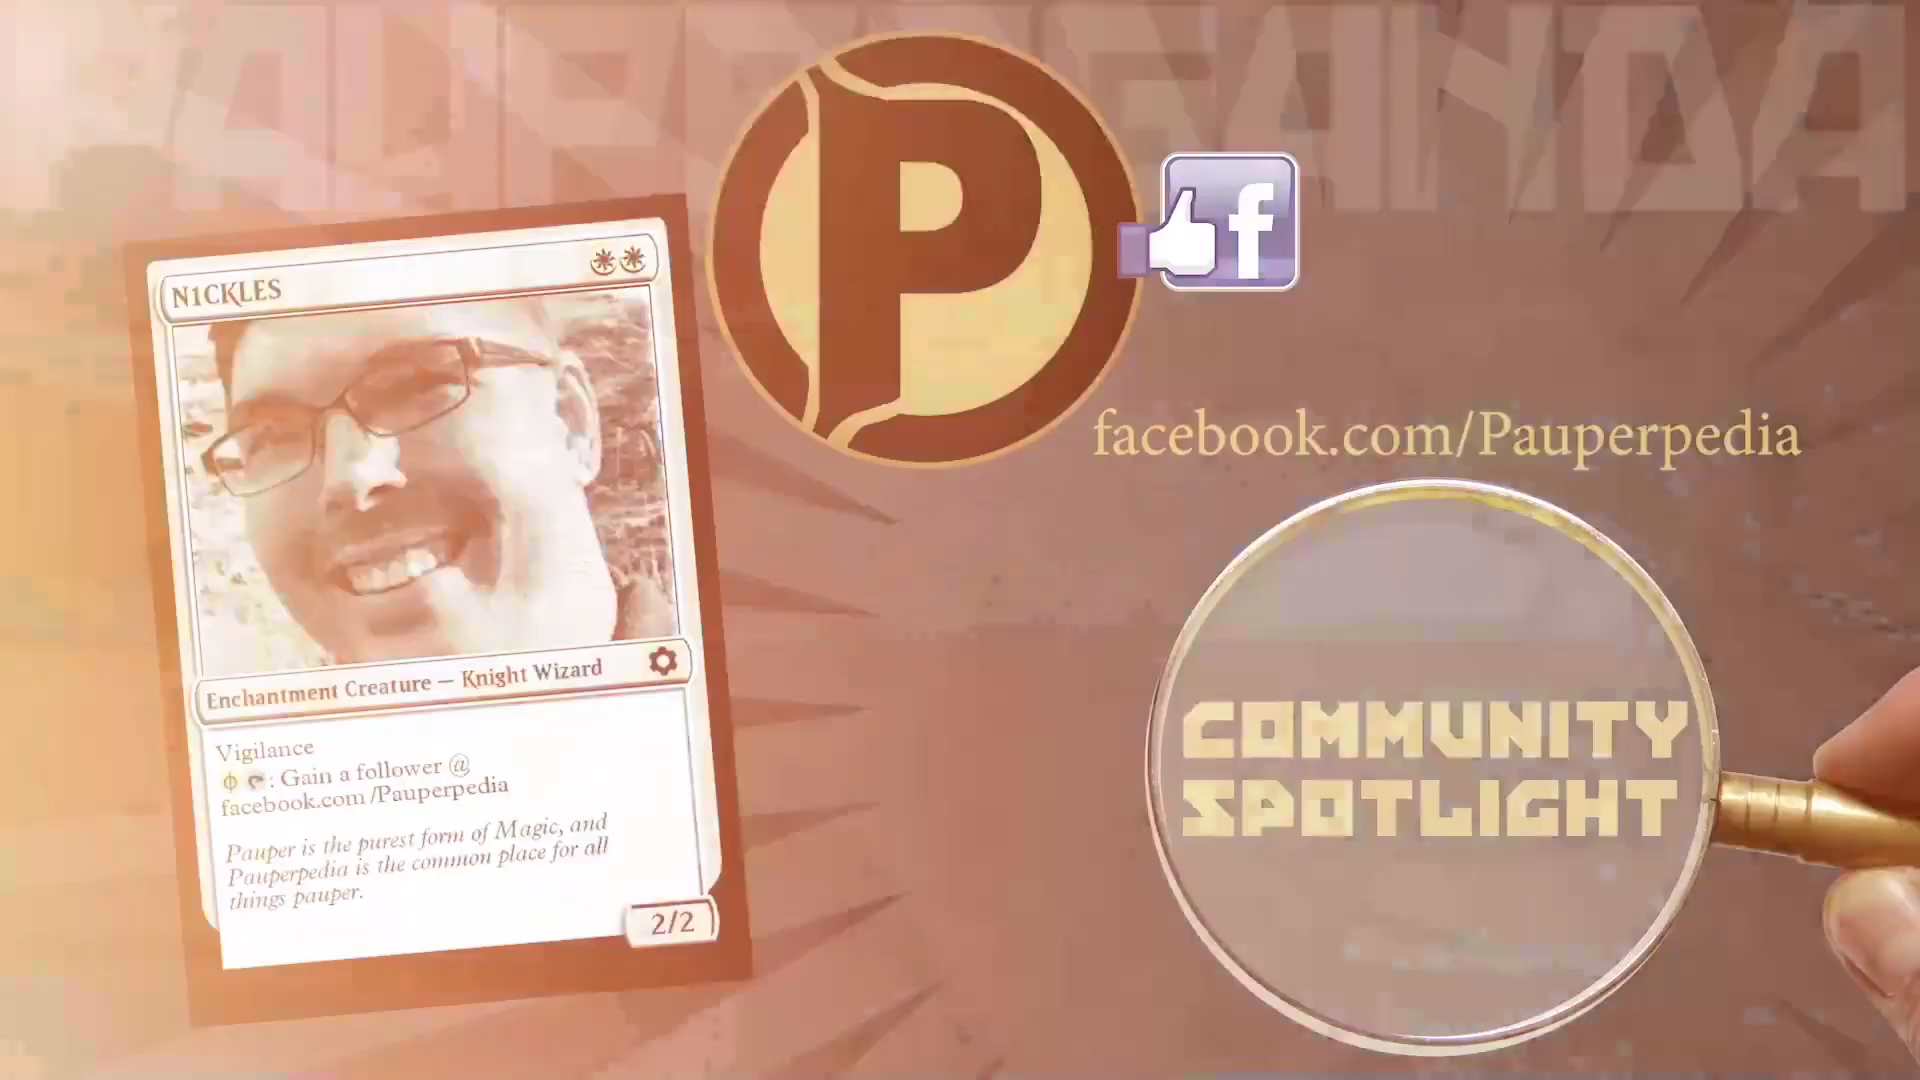 PAUPERGANDA
N1CKLES
P
f
facebook.com/Pauperpedia
Enchantment Creature — Knight Wizard
Vigilance
: Gain a follower @
facebook.com/Pauperpedia
Pauper is the purest form of Magic, and
Pauperpedia is the common place for all
things pauper.
2/2
COMMUNITY
SPOTLIGHT